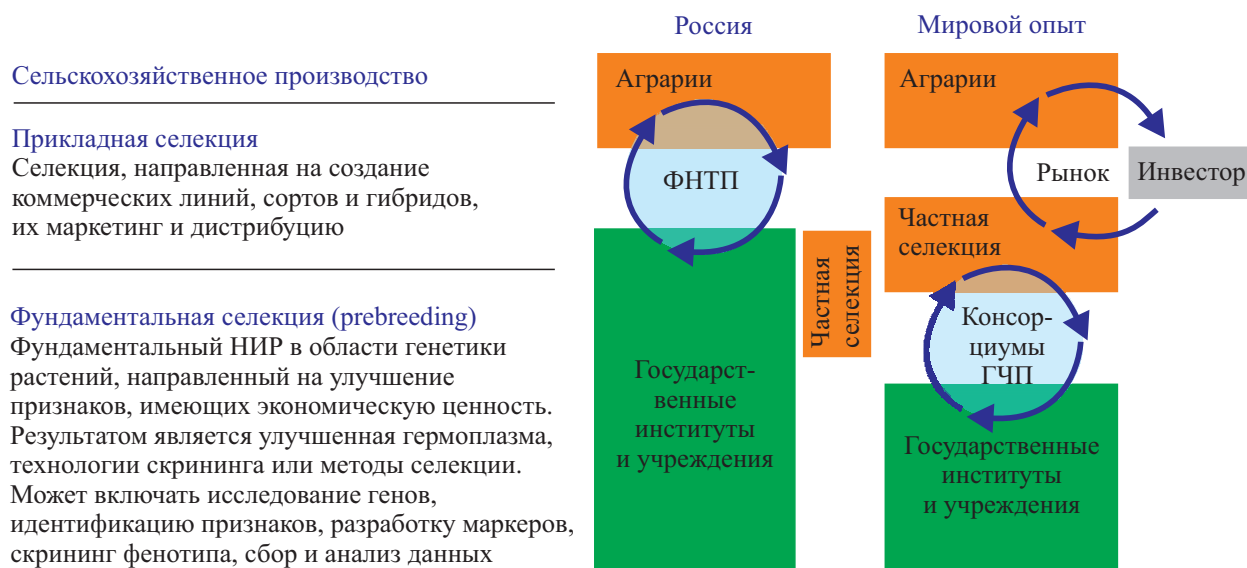 Россия
Мировой опыт
Сельскохозяйственное производство
Прикладная селекция
Селекция, направленная на создание
коммерческих линий, сортов и гибридов,
их маркетинг и дистрибуцию
Фундаментальная селекция (prebreeding)
Фундаментальный НИР в области генетики
растений, направленный на улучшение
признаков, имеющих экономическую ценность.
Результатом является улучшенная гермоплазма,
технологии скрининга или методы селекции.
Может включать исследование генов,
идентификацию признаков, разработку маркеров,
скрининг фенотипа, сбор и анализ данных
Аграрии
ФНТП
Государст-
венные
институты
и учреждения
Частная
селекция
Аграрии
Рынок
Инвестор
Частная
селекция
Консор-
циумы
ГЧП
Государственные
институты
и учреждения